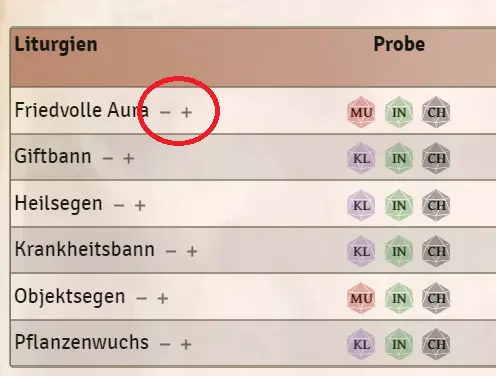 Liturgien Probe
Friedvolle Aura − + MU IN CH
Giftbann − + KL IN CH
Heilsegen − + KL IN CH
Krankheitsbann − + KL IN CH
Objektsegen − + MU IN CH
Pflanzenwuchs − + KL IN CH